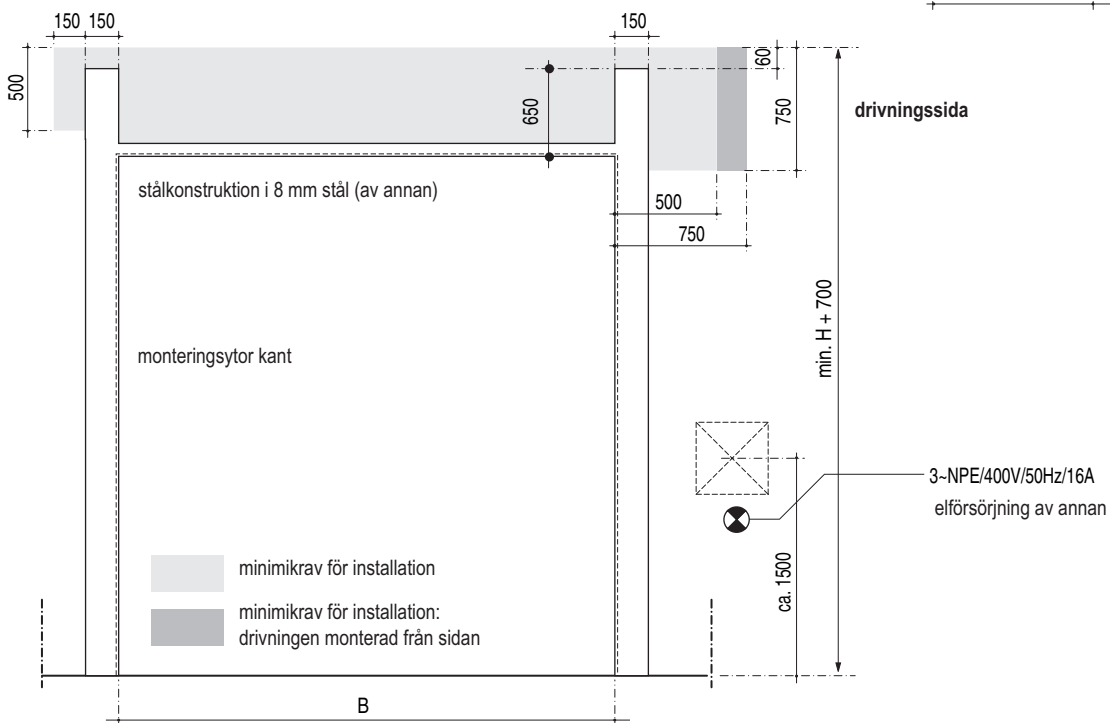 150 150
150
500
650
60
750
drivningssida
stålkonstruktion i 8 mm stål (av annan)
500
750
min. H + 700
monteringsytor kant
3~NPE/400V/50Hz/16A
elförsörjning av annan
ca. 1500
minimikrav för installation
minimikrav för installation:
drivningen monterad från sidan
B